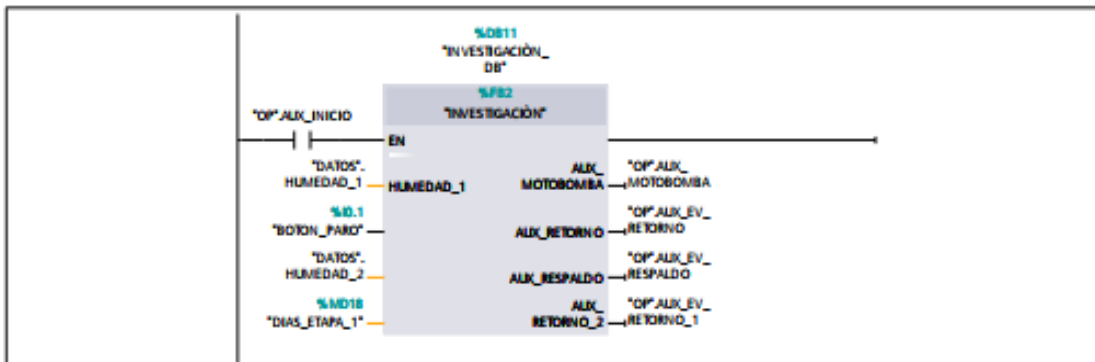 %DB11
"INVESTIGACIÒN_
DB"
%FB2
"INVESTIGACIÒN"
"OP".AUX_INICIO
EN
"DATOS".
HUMEDAD_1
HUMEDAD_1
AUX_
MOTOBOMBA
"OP".AUX_
MOTOBOMBA
%I0.1
"BOTON_PARO"
AUX_RETORNO
"OP".AUX_EV_
RETORNO
"DATOS".
HUMEDAD_2
AUX_RESPALDO
"OP".AUX_EV_
RESPALDO
%MD18
"DIAS_ETAPA_1"
AUX_
RETORNO_2
"OP".AUX_EV_
RETORNO_1